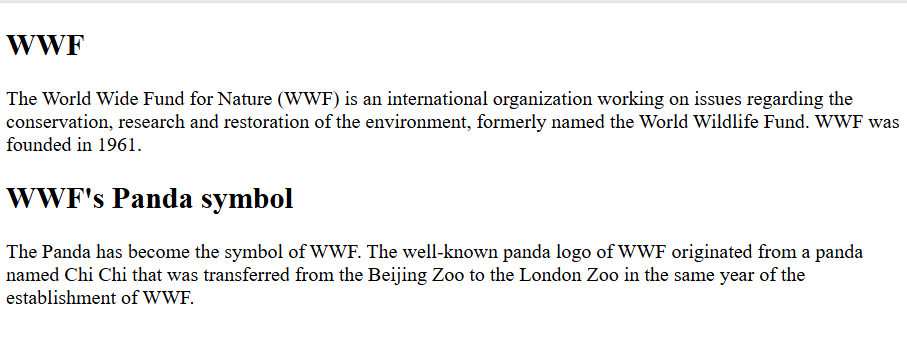 WWF
The World Wide Fund for Nature (WWF) is an international organization working on issues regarding the
conservation, research and restoration of the environment, formerly named the World Wildlife Fund. WWF was
founded in 1961.
WWF's Panda symbol
The Panda has become the symbol of WWF. The well-known panda logo of WWF originated from a panda
named Chi Chi that was transferred from the Beijing Zoo to the London Zoo in the same year of the
establishment of WWF.